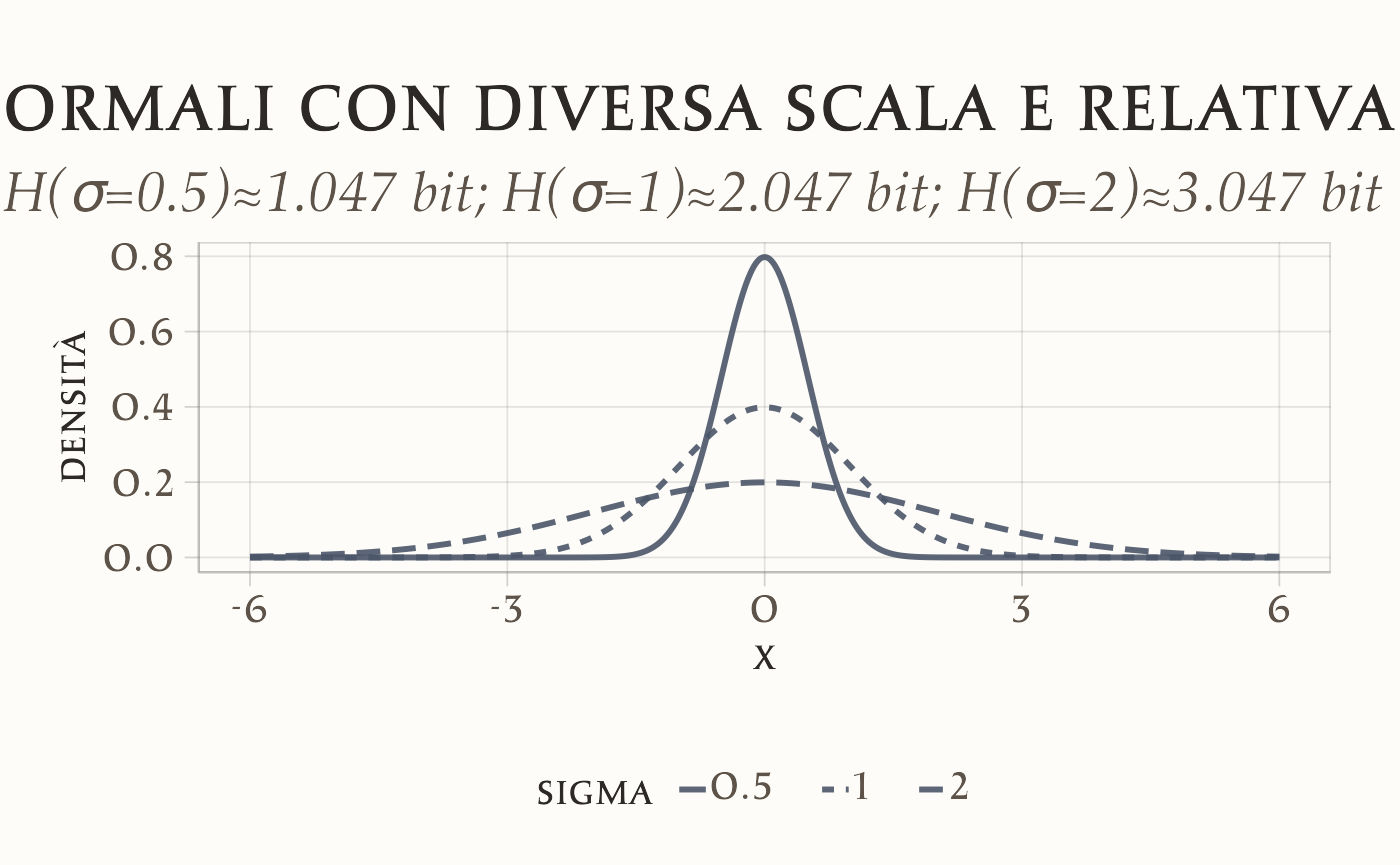 ORMALI CON DIVERSA SCALA E RELATIVA
H(σ=0.5)≈1.047 bit; H(σ=1)≈2.047 bit; H(σ=2)≈3.047 bit
0.8
0.6
0.4
0.2
0.0
DENSITÀ
-6 -3 0 3 6
X
SIGMA 0.5 1 2